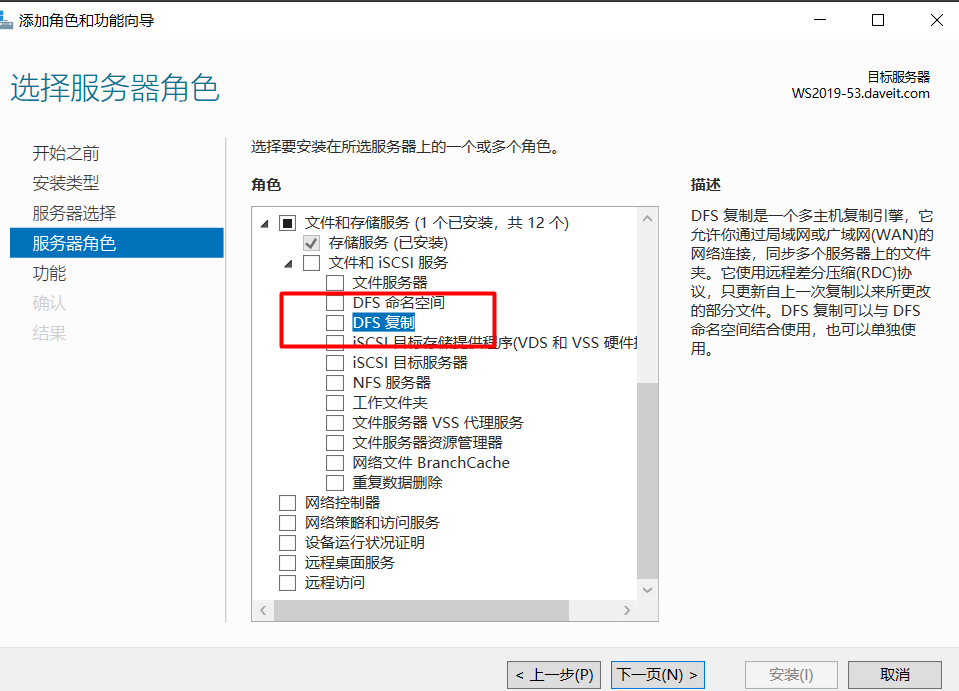 添加角色和功能向导
选择服务器角色
目标服务器
WS2019-53.daveit.com
开始之前
安装类型
服务器选择
服务器角色
功能
确认
结果
选择要安装在所选服务器上的一个或多个角色。
角色
文件和存储服务 (1 个已安装，共 12 个)
存储服务 (已安装)
文件和 iSCSI 服务
文件服务器
DFS 命名空间
DFS 复制
iSCSI 目标存储提供程序(VDS 和 VSS 硬件
iSCSI 目标服务器
NFS 服务器
工作文件夹
文件服务器 VSS 代理服务
文件服务器资源管理器
网络文件 BranchCache
重复数据删除
网络控制器
网络策略和访问服务
设备运行状况证明
远程桌面服务
远程访问
描述
DFS 复制是一个多主机复制引擎，它
允许你通过局域网或广域网(WAN)的
网络连接，同步多个服务器上的文件
夹。它使用远程差分压缩(RDC)协
议，只更新自上一次复制以来所更改
的部分文件。DFS 复制可以与 DFS
命名空间结合使用，也可以单独使
用。
< 上一步(P)
下一页(N) >
安装(I)
取消